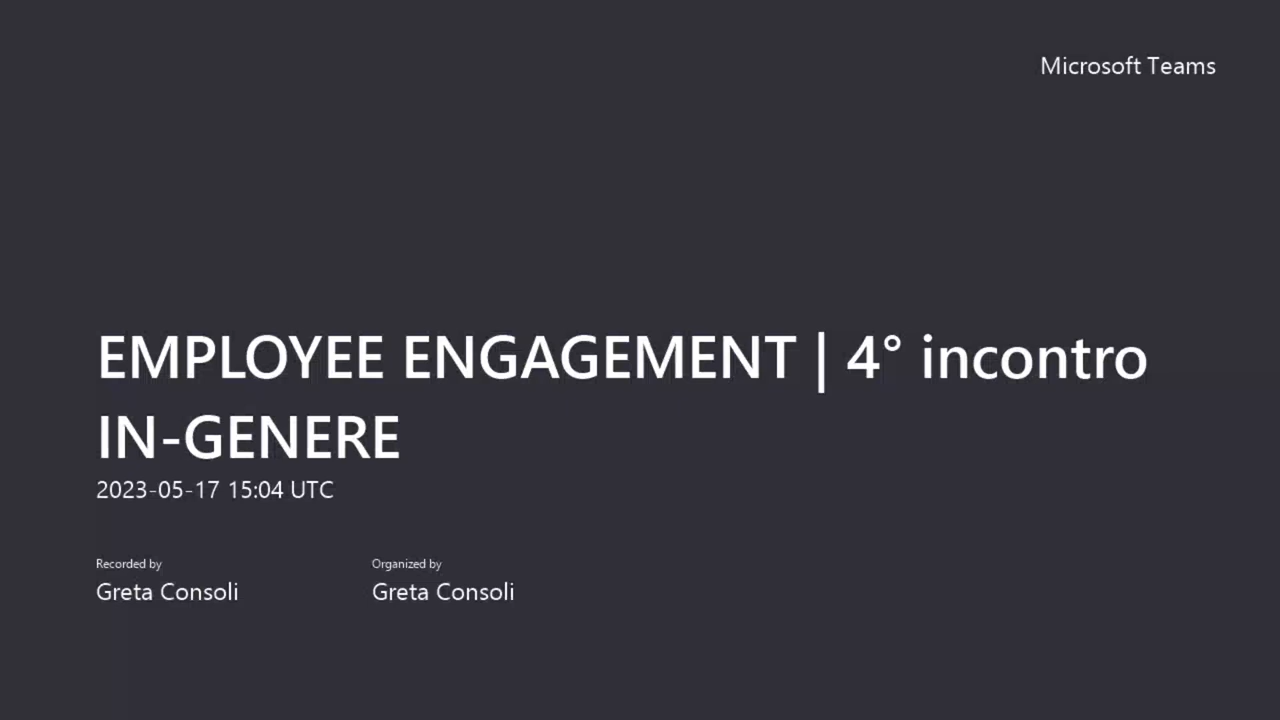 Microsoft Teams
EMPLOYEE ENGAGEMENT | 4° incontro
IN-GENERE
2023-05-17 15:04 UTC
Recorded by
Greta Consoli
Organized by
Greta Consoli